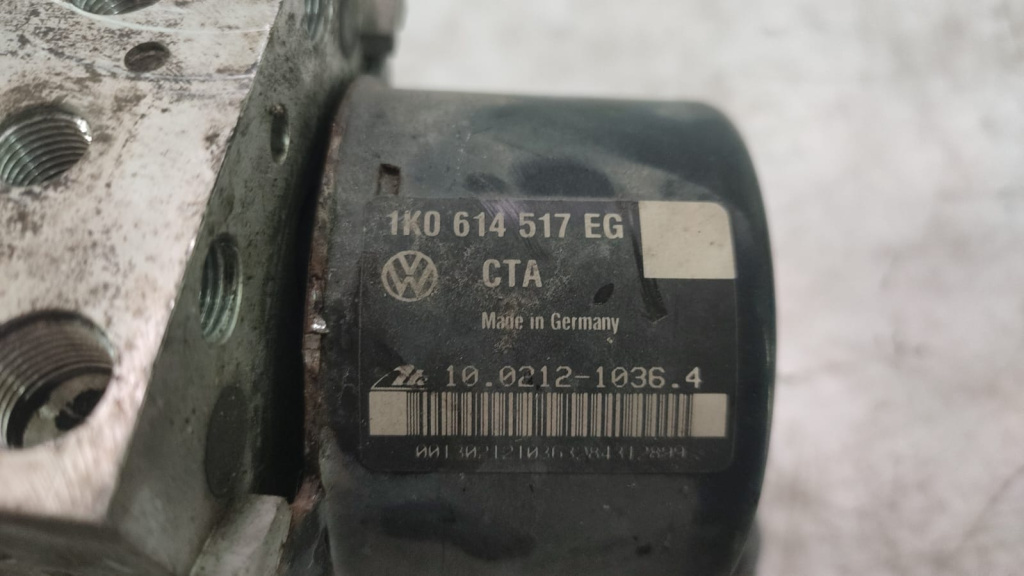 1K0 614 517 EG
CTA
Made in Germany
10.0212-1036.4